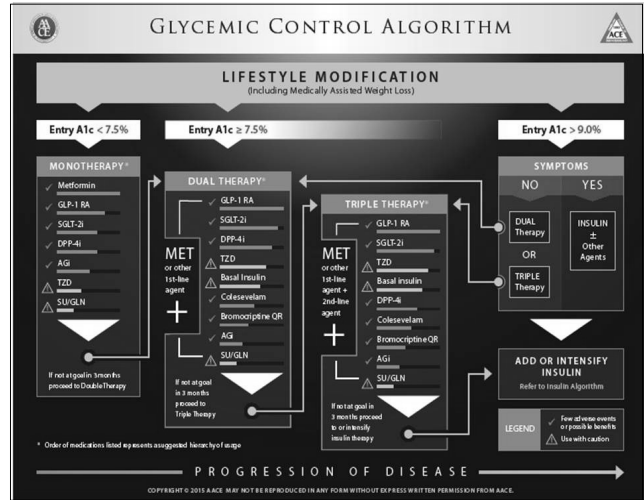 AACE
GLYCEMIC CONTROL ALGORITHM
ACE
LIFESTYLE MODIFICATION
(Including Medically Assisted Weight Loss)
Entry A1c < 7.5%
Entry A1c ≥ 7.5%
Entry A1c > 9.0%
MONOTHERAPY*
Metformin
GLP-1 RA
SGLT-2i
DPP-4i
AGi
TZD
SU/GLN
If not at goal in 3 months
proceed to Double Therapy
DUAL THERAPY*
GLP-1 RA
SGLT-2i
DPP-4i
TZD
Basal Insulin
Colesevelam
Bromocriptine QR
AGi
SU/GLN
MET
or other
1st-line
agent
+
If not at goal
in 3 months
proceed to
Triple Therapy
TRIPLE THERAPY*
GLP-1 RA
SGLT-2i
TZD
Basal insulin
DPP-4i
Colesevelam
Bromocriptine QR
AGi
SU/GLN
MET
or other
1st-line
agent +
2nd-line
agent
+
If not at goal in
3 months proceed
to or intensify
insulin therapy
SYMPTOMS
NO
YES
DUAL
Therapy
OR
TRIPLE
Therapy
INSULIN
±
Other
Agents
ADD OR INTENSIFY
INSULIN
Refer to Insulin Algorithm
LEGEND
Few adverse events
or possible benefits
Use with caution
* Order of medications listed represents a suggested hierarchy of usage
PROGRESSION OF DISEASE
COPYRIGHT © 2015 AACE MAY NOT BE REPRODUCED IN ANY FORM WITHOUT EXPRESS WRITTEN PERMISSION FROM AACE.